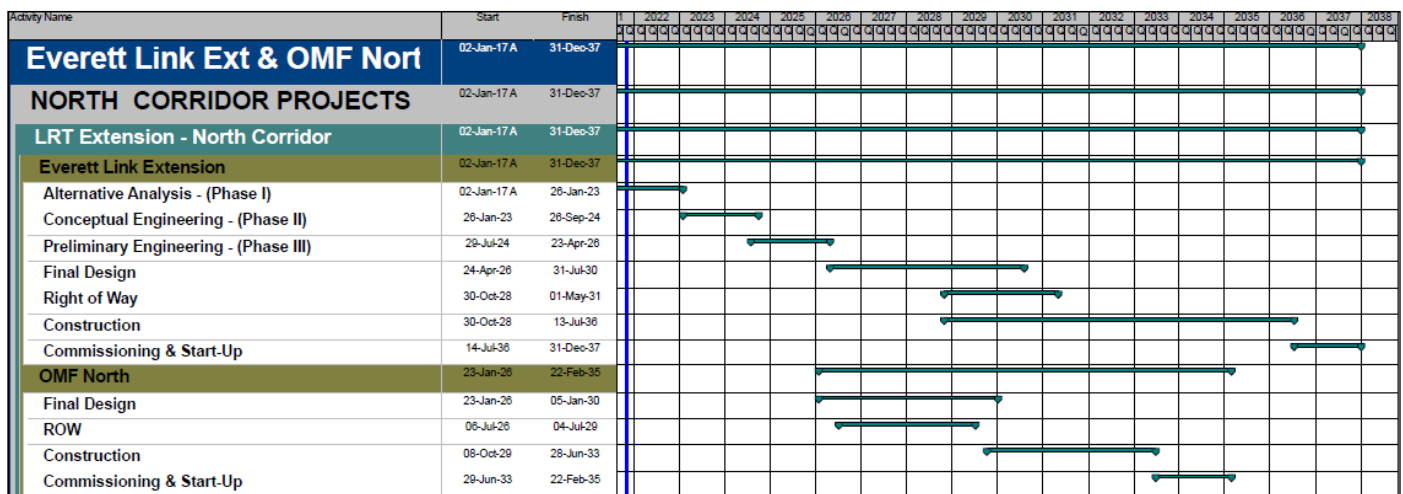 Activity Name Start Finish 1 2022 2023 2024 2025 2026 2027 2028 2029 2030 2031 2032 2033 2034 2035 2036 2037 2038
Everett Link Ext & OMF Nort 02-Jan-17 A 31-Dec-37
NORTH CORRIDOR PROJECTS 02-Jan-17 A 31-Dec-37
LRT Extension - North Corridor 02-Jan-17 A 31-Dec-37
Everett Link Extension 02-Jan-17 A 31-Dec-37
Alternative Analysis - (Phase I) 02-Jan-17 A 26-Jan-23
Conceptual Engineering - (Phase II) 26-Jan-23 26-Sep-24
Preliminary Engineering - (Phase III) 29-Jul-24 23-Apr-26
Final Design 24-Apr-26 31-Jul-30
Right of Way 30-Oct-28 01-May-31
Construction 30-Oct-28 13-Jul-36
Commissioning & Start-Up 14-Jul-36 31-Dec-37
OMF North 23-Jan-26 22-Feb-35
Final Design 23-Jan-26 05-Jan-30
ROW 06-Jul-26 04-Jul-29
Construction 08-Oct-29 28-Jun-33
Commissioning & Start-Up 29-Jun-33 22-Feb-35